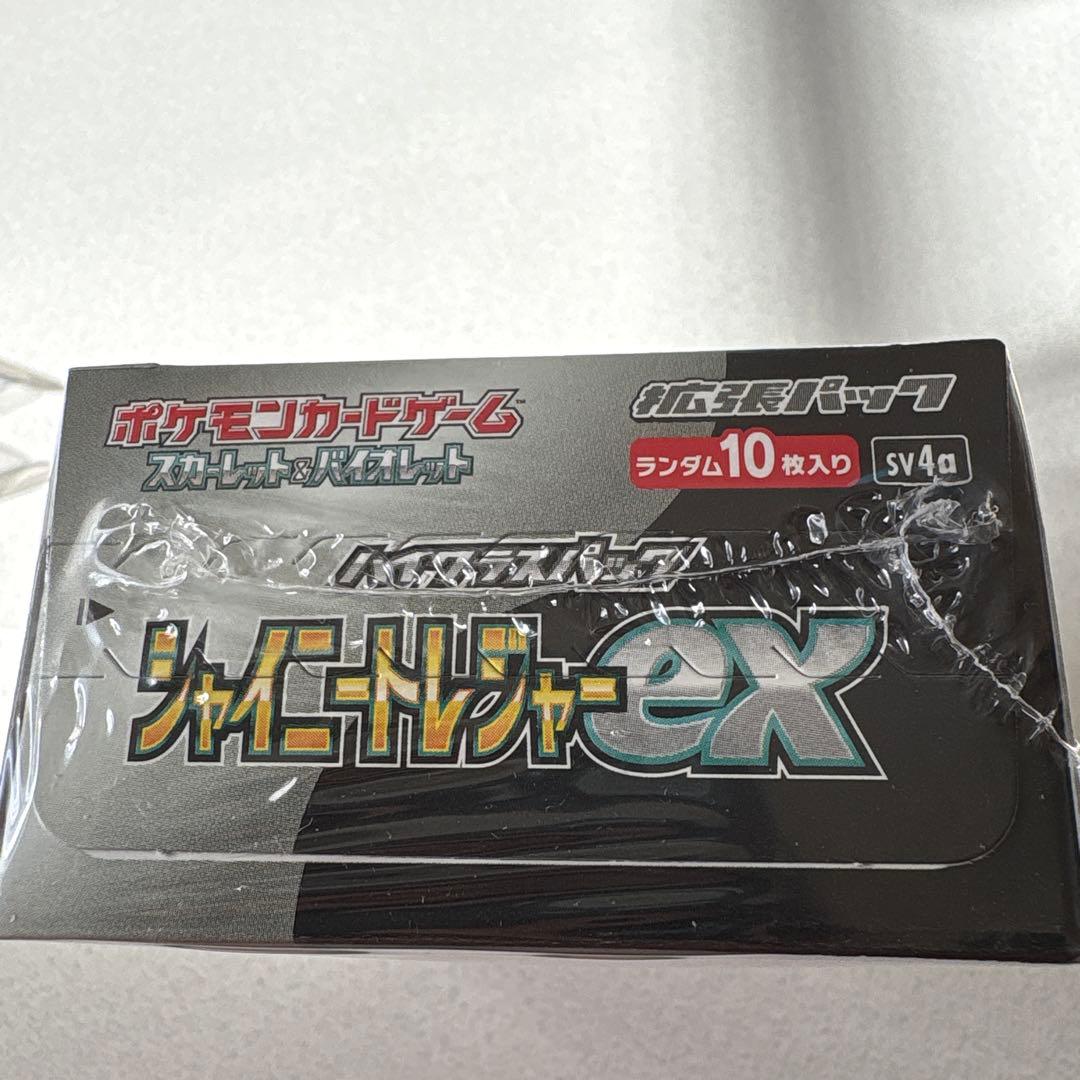 ポケモンカードゲーム™
スカーレット&バイオレット
拡張パック
ランダム10枚入り
sv4a
ハイクラスパック
シャイニートレジャーex